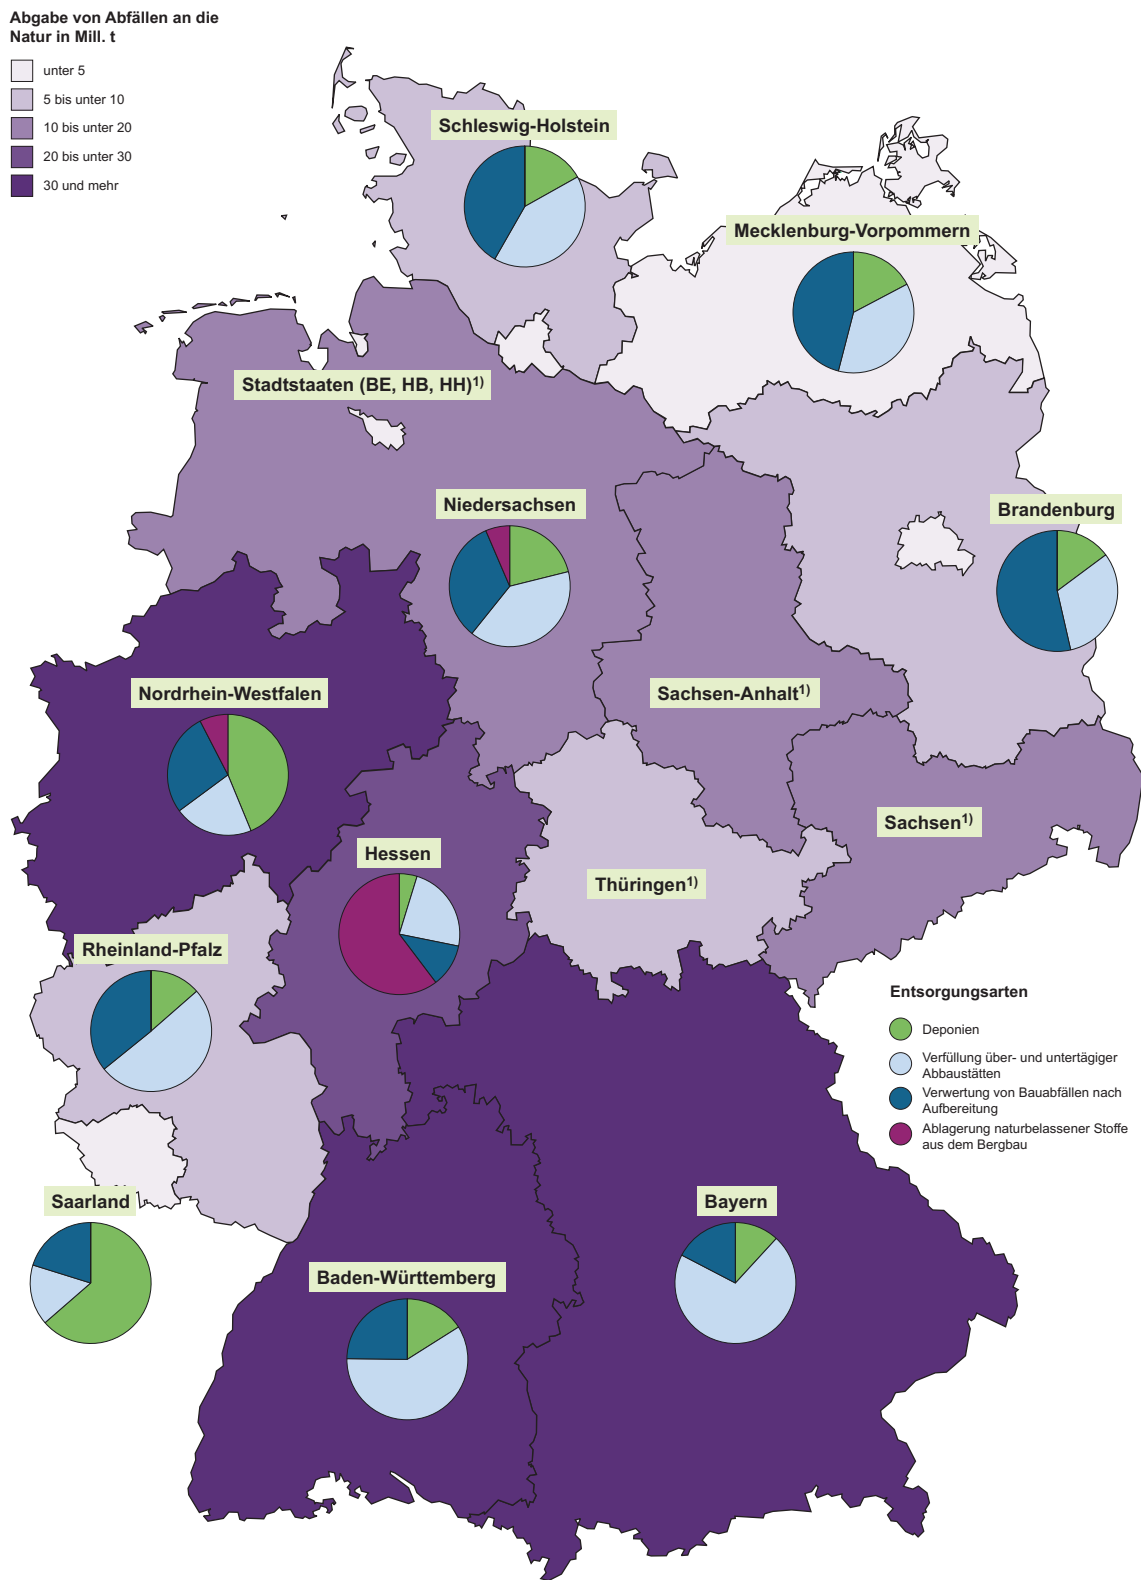 Abgabe von Abfällen an die
Natur in Mill. t
unter 5
5 bis unter 10
10 bis unter 20
20 bis unter 30
30 und mehr
Schleswig-Holstein
Mecklenburg-Vorpommern
Stadtstaaten (BE, HB, HH)1)
Niedersachsen
Brandenburg
Nordrhein-Westfalen
Sachsen-Anhalt1)
Sachsen1)
Hessen
Thüringen1)
Rheinland-Pfalz
Entsorgungsarten
Deponien
Verfüllung über- und untertägiger
Abbaustätten
Verwertung von Bauabfällen nach
Aufbereitung
Ablagerung naturbelassener Stoffe
aus dem Bergbau
Saarland
Bayern
Baden-Württemberg